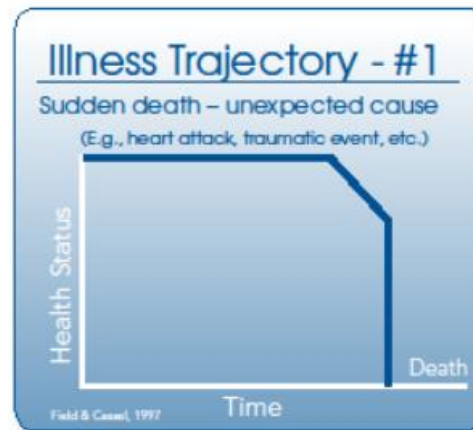 Illness Trajectory - #1
Sudden death – unexpected cause
(E.g., heart attack, traumatic event, etc.)
Health Status
Death
Time
Field & Cassel, 1997